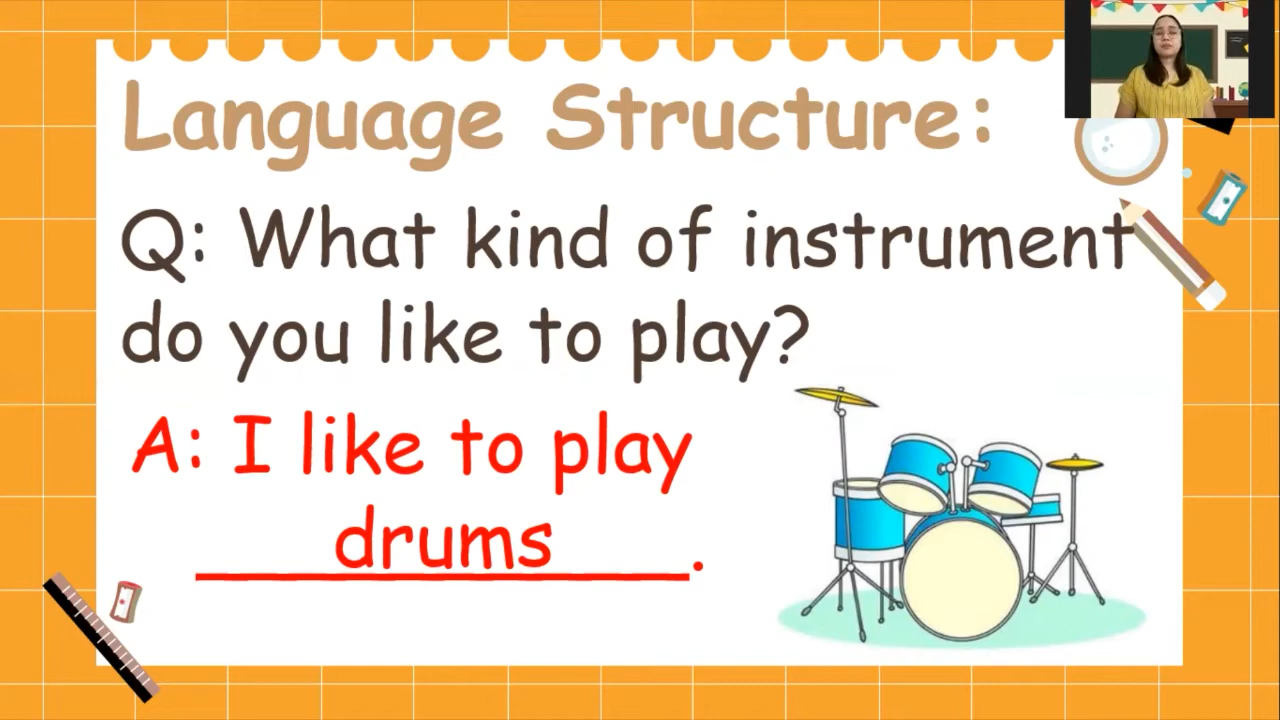 Language Structure:
Q: What kind of instrument
do you like to play?
A: I like to play
drums.